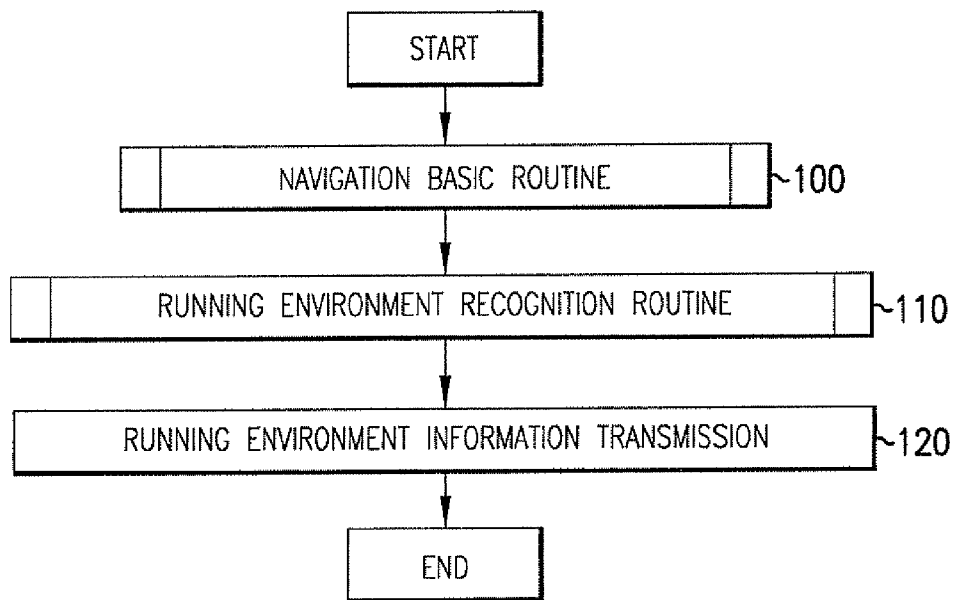 START
NAVIGATION BASIC ROUTINE
100
RUNNING ENVIRONMENT RECOGNITION ROUTINE
110
RUNNING ENVIRONMENT INFORMATION TRANSMISSION
120
END